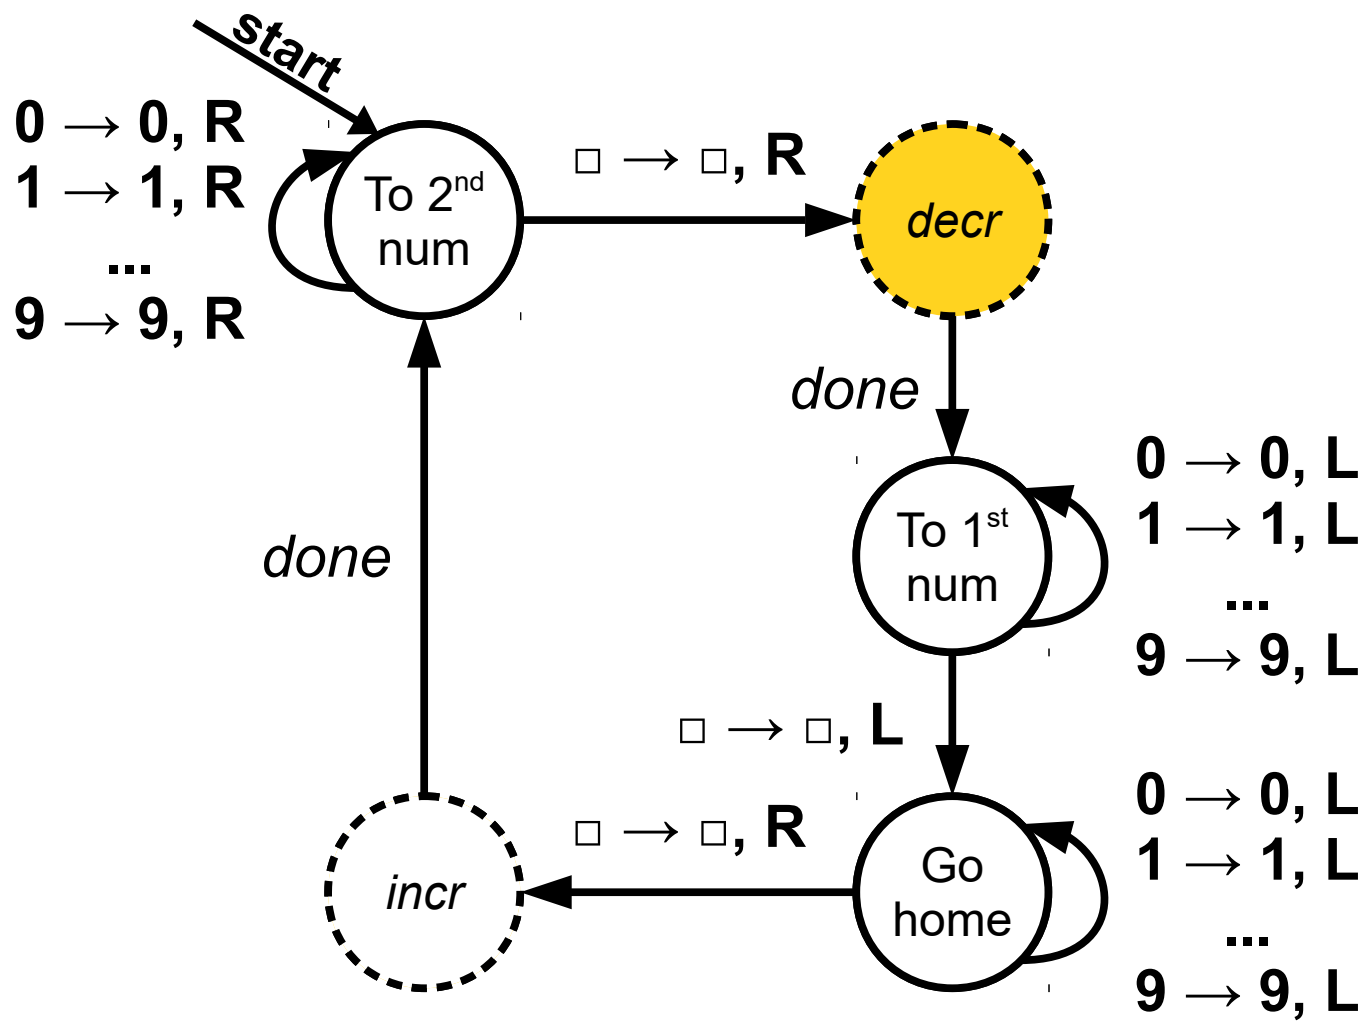 start
0 → 0, R
1 → 1, R
...
9 → 9, R
To 2nd
num
□ → □, R
decr
done
0 → 0, L
1 → 1, L
...
9 → 9, L
To 1st
num
done
□ → □, L
0 → 0, L
1 → 1, L
...
9 → 9, L
□ → □, R
Go
home
incr